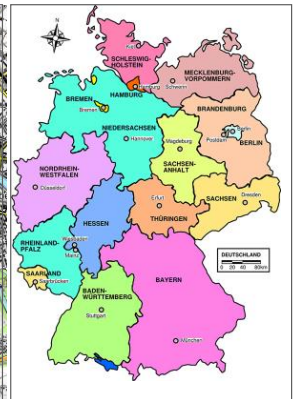 N
Kiel
SCHLESWIG-
HOLSTEIN
MECKLENBURG-
VORPOMMERN
Schwerin
Hamburg
HAMBURG
BREMEN
Bremen
BRANDENBURG
Berlin
Potsdam
BERLIN
NIEDERSACHSEN
Hannover
Magdeburg
SACHSEN-
ANHALT
NORDRHEIN-
WESTFALEN
Düsseldorf
HESSEN
Erfurt
THÜRINGEN
SACHSEN
Dresden
RHEINLAND-
PFALZ
Wiesbaden
Mainz
SAARLAND
Saarbrücken
DEUTSCHLAND
0 20 40 80km
BADEN-
WÜRTTEMBERG
Stuttgart
BAYERN
München